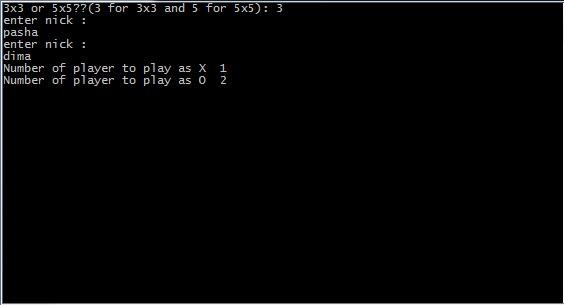 3x3 or 5x5??(3 for 3x3 and 5 for 5x5): 3
enter nick :
pasha
enter nick :
dima
Number of player to play as X  1
Number of player to play as O  2